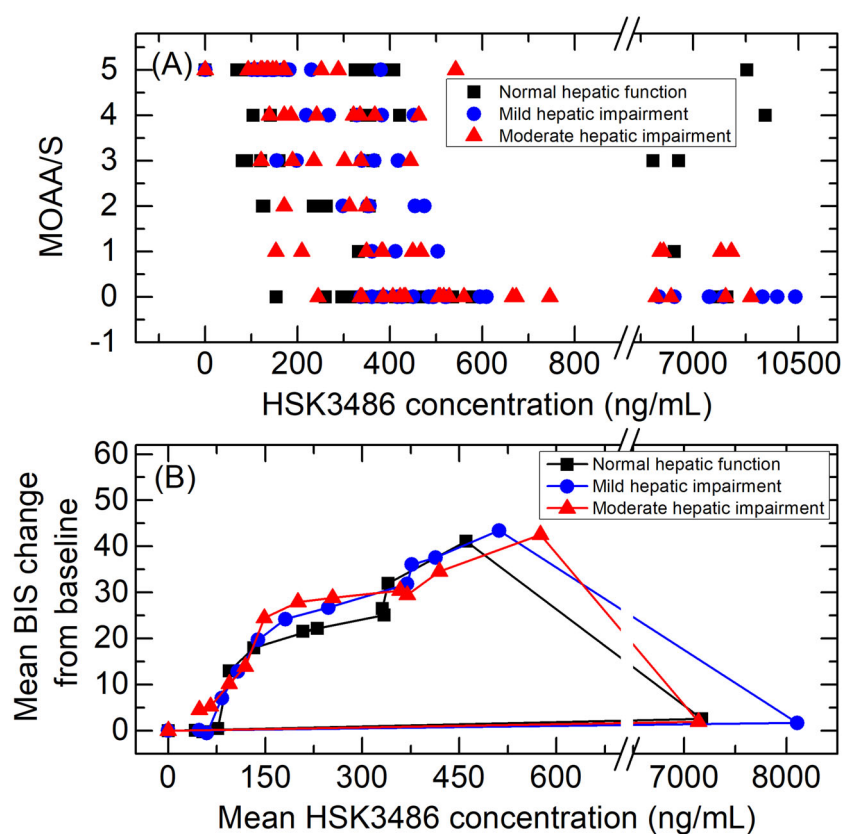 (A)
5
4
3
2
1
0
-1
MOAA/S
Normal hepatic function
Mild hepatic impairment
Moderate hepatic impairment
0 200 400 600 800 7000 10500
HSK3486 concentration (ng/mL)
(B)
60
50
40
30
20
10
0
Mean BIS change
from baseline
Normal hepatic function
Mild hepatic impairment
Moderate hepatic impairment
0 150 300 450 600 7000 8000
Mean HSK3486 concentration (ng/mL)